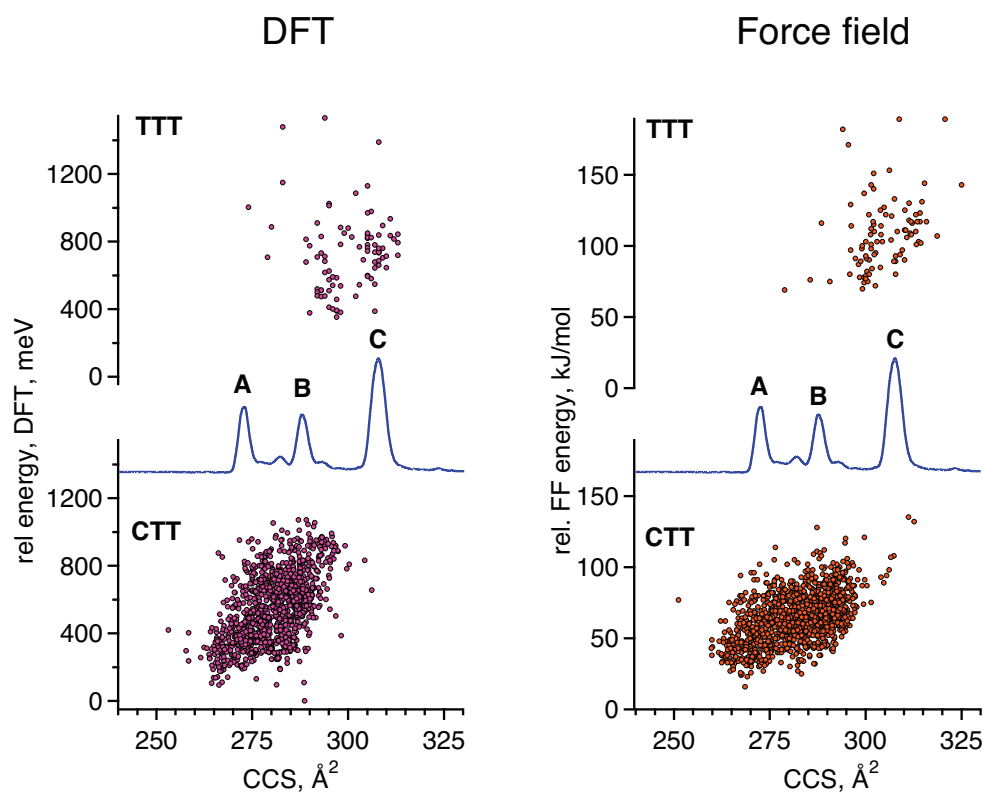 DFT
Force field
TTT
1200
800
400
0
rel energy, DFT, meV
A
B
C
1200
800
400
0
CTT
250
275
300
325
CCS, Å²
TTT
150
100
50
0
rel. FF energy, kJ/mol
A
B
C
150
100
50
0
CTT
250
275
300
325
CCS, Å²